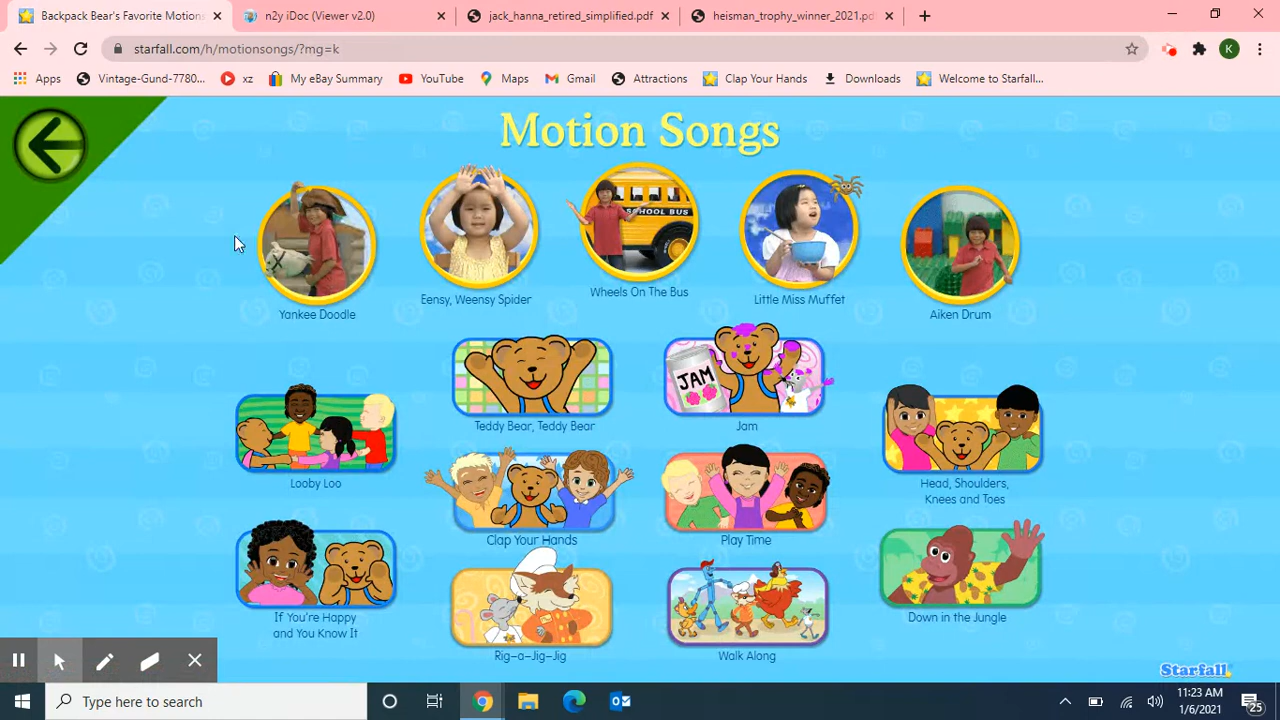 Backpack Bear's Favorite Motions
n2y iDoc (Viewer v2.0)
jack_hanna_retired_simplified.pdf
heisman_trophy_winner_2021.pdf
starfall.com/h/motionsongs/?mg=k
K
Apps
Vintage-Gund-7780...
xz
My eBay Summary
YouTube
Maps
Gmail
Attractions
Clap Your Hands
Downloads
Welcome to Starfall...
Motion Songs
SCHOOL BUS
Yankee Doodle
Eensy, Weensy Spider
Wheels On The Bus
Little Miss Muffet
Aiken Drum
JAM
Teddy Bear, Teddy Bear
Jam
Looby Loo
Head, Shoulders,
Knees and Toes
Clap Your Hands
Play Time
If You're Happy
and You Know It
Down in the Jungle
Rig-a-Jig-Jig
Walk Along
Starfall
Type here to search
11:23 AM
1/6/2021
25